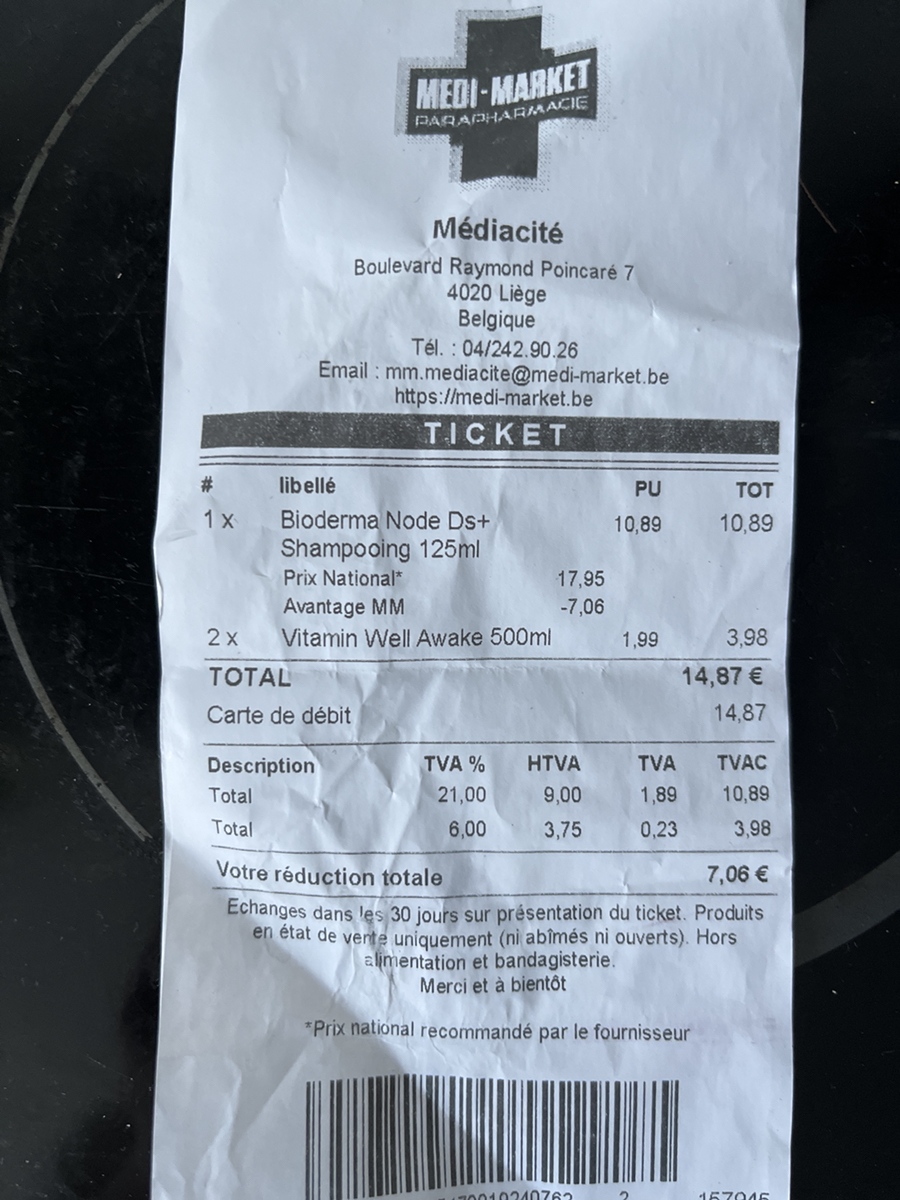 MEDI-MARKET
PARAPHARMACIE
Médiacité
Boulevard Raymond Poincaré 7
4020 Liège
Belgique
Tél. : 04/242.90.26
Email : mm.mediacite@medi-market.be
https://medi-market.be
TICKET
# libellé PU TOT
1 x Bioderma Node Ds+ 10,89 10,89
Shampooing 125ml
Prix National* 17,95
Avantage MM -7,06
2 x Vitamin Well Awake 500ml 1,99 3,98
TOTAL 14,87 €
Carte de débit 14,87
Description TVA % HTVA TVA TVAC
Total 21,00 9,00 1,89 10,89
Total 6,00 3,75 0,23 3,98
Votre réduction totale 7,06 €
Echanges dans les 30 jours sur présentation du ticket. Produits
en état de vente uniquement (ni abîmés ni ouverts). Hors
alimentation et bandagisterie.
Merci et à bientôt
*Prix national recommandé par le fournisseur